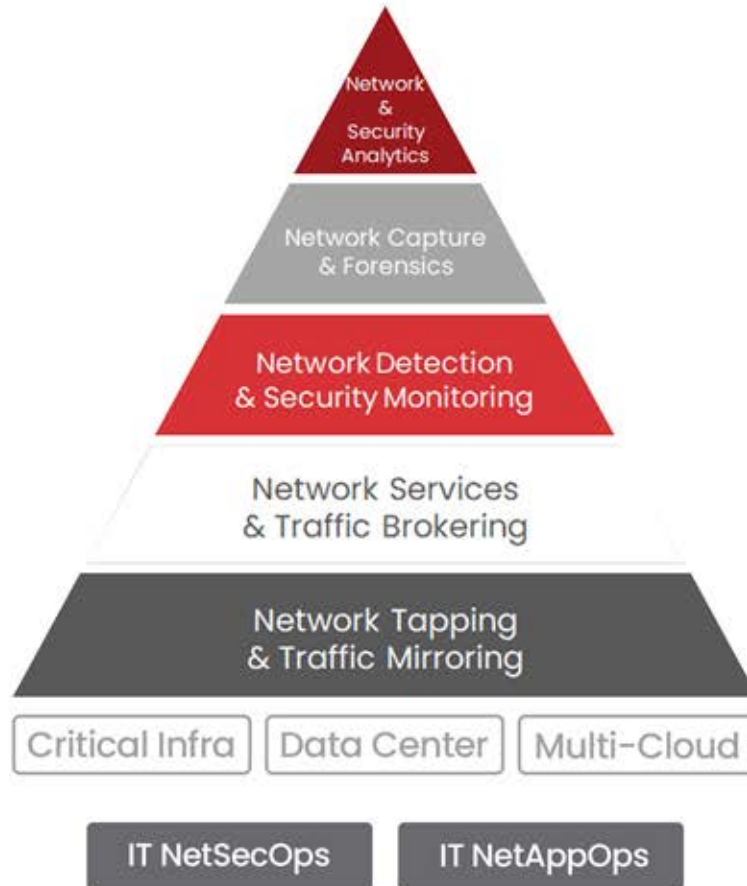 Network
&
Security
Analytics
Network Capture
& Forensics
Network Detection
& Security Monitoring
Network Services
& Traffic Brokering
Network Tapping
& Traffic Mirroring
Critical Infra
Data Center
Multi-Cloud
IT NetSecOps
IT NetAppOps